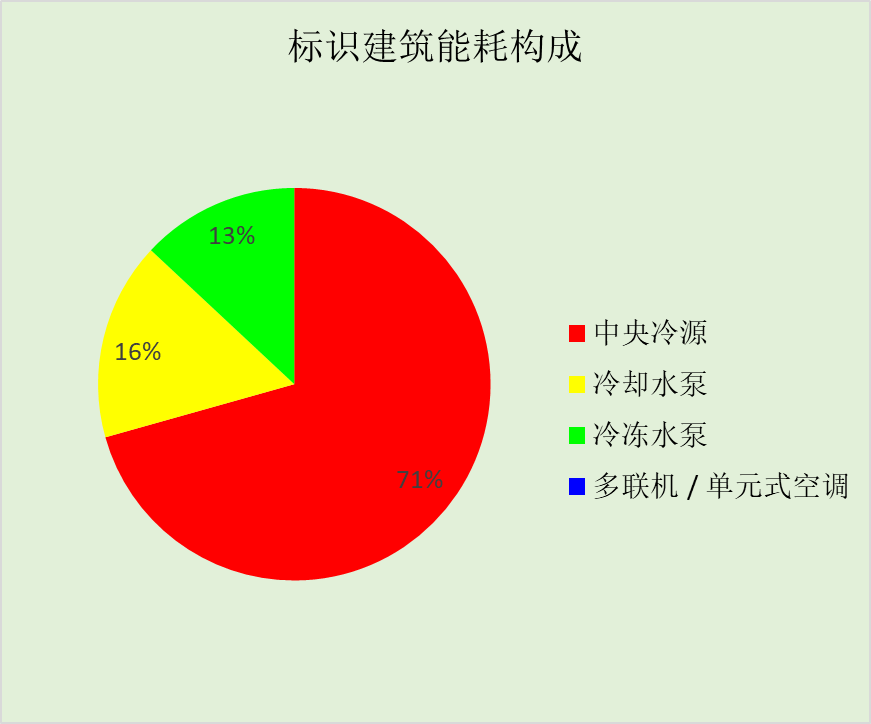 标识建筑能耗构成
13%
16%
71%
中央冷源
冷却水泵
冷冻水泵
多联机 / 单元式空调